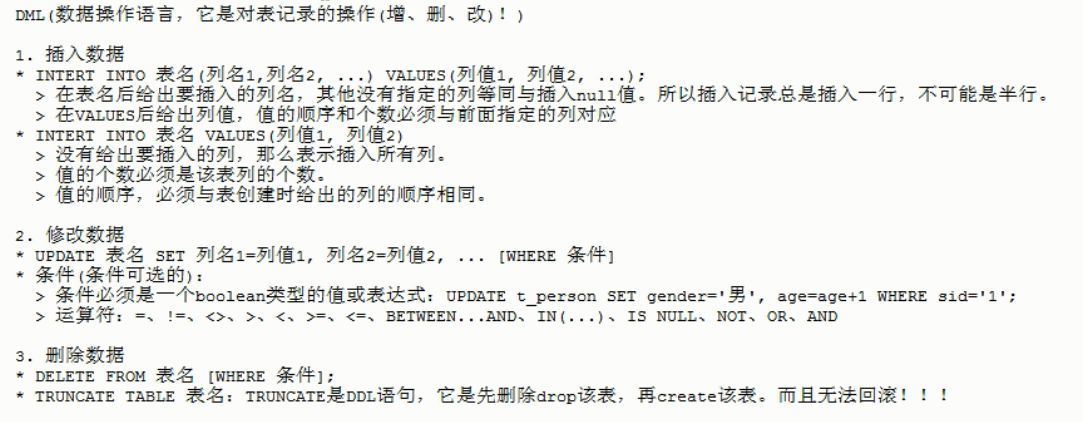 DML(数据操作语言，它是对表记录的操作(增、删、改)！)
1. 插入数据
* INTERT INTO 表名(列名1,列名2, ...) VALUES(列值1, 列值2, ...);
> 在表名后给出要插入的列名，其他没有指定的列等同与插入null值。所以插入记录总是插入一行，不可能是半行。
> 在VALUES后给出列值，值的顺序和个数必须与前面指定的列对应
* INTERT INTO 表名 VALUES(列值1, 列值2)
> 没有给出要插入的列，那么表示插入所有列。
> 值的个数必须是该表列的个数。
> 值的顺序，必须与表创建时给出的列的顺序相同。
2. 修改数据
* UPDATE 表名 SET 列名1=列值1, 列名2=列值2, ... [WHERE 条件]
* 条件(条件可选的)：
> 条件必须是一个boolean类型的值或表达式：UPDATE t_person SET gender='男', age=age+1 WHERE sid='1';
> 运算符：=、!=、<>、>、<、>=、<=、BETWEEN...AND、IN(...)、IS NULL、NOT、OR、AND
3. 删除数据
* DELETE FROM 表名 [WHERE 条件];
* TRUNCATE TABLE 表名：TRUNCATE是DDL语句，它是先删除drop该表，再create该表。而且无法回滚！！！